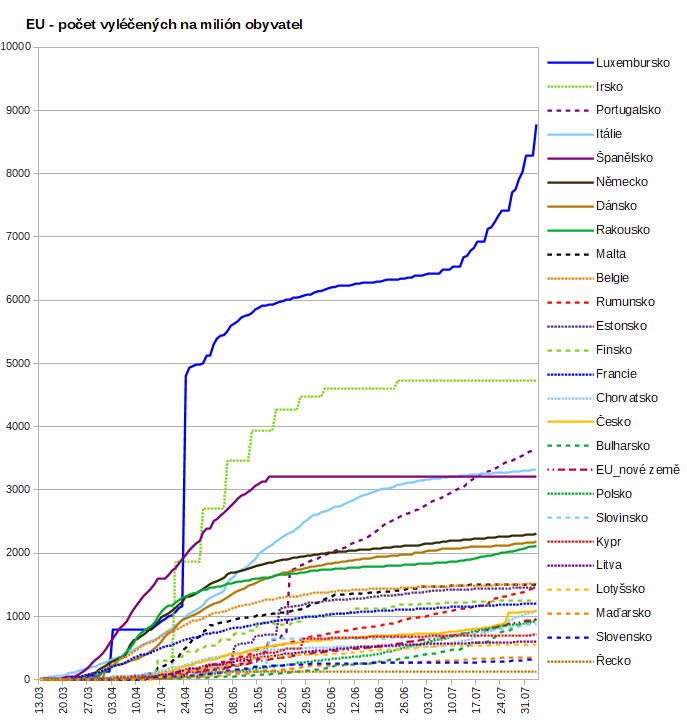 EU - počet vyléčených na milión obyvatel
10000
9000
8000
7000
6000
5000
4000
3000
2000
1000
0
13.03
20.03
27.03
03.04
10.04
17.04
24.04
01.05
08.05
15.05
22.05
29.05
05.06
12.06
19.06
26.06
03.07
10.07
17.07
24.07
31.07
Luxembursko
Irsko
Portugalsko
Itálie
Španělsko
Německo
Dánsko
Rakousko
Malta
Belgie
Rumunsko
Estonsko
Finsko
Francie
Chorvatsko
Česko
Bulharsko
EU_nové země
Polsko
Slovinsko
Kypr
Litva
Lotyšsko
Maďarsko
Slovensko
Řecko